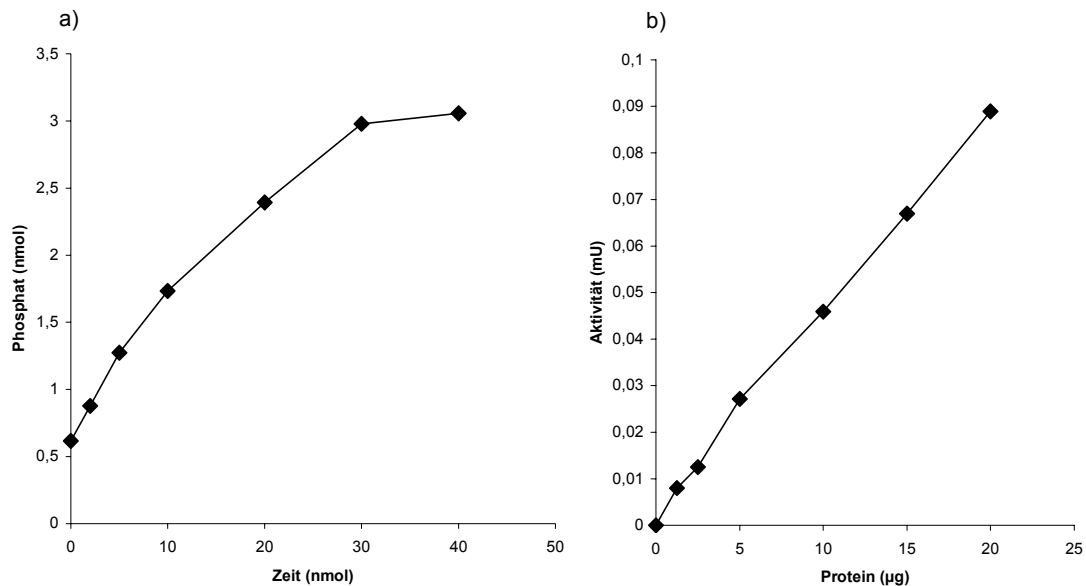 a)
3,5
3
2,5
2
1,5
1
0,5
0
Phosphat (nmol)
0 10 20 30 40 50
Zeit (nmol)
b)
0,1
0,09
0,08
0,07
0,06
0,05
0,04
0,03
0,02
0,01
0
Aktivität (mU)
0 5 10 15 20 25
Protein (µg)